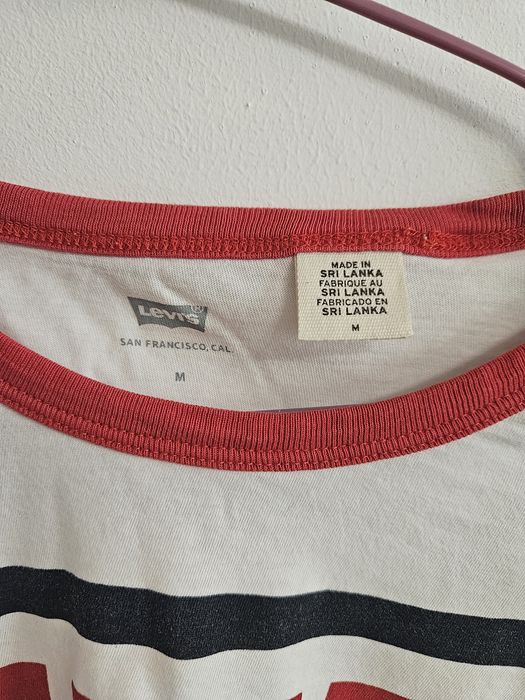 Levi's
SAN FRANCISCO, CAL.
M
MADE IN
SRI LANKA
FABRIQUE AU
SRI LANKA
FABRICADO EN
SRI LANKA
M